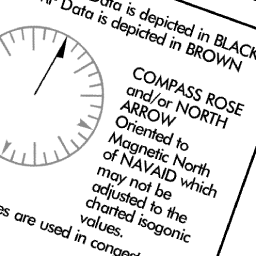 Data is depicted in BLACK
Data is depicted in BROWN
COMPASS ROSE
and/or NORTH
ARROW
Oriented to
Magnetic North
of NAVAID which
may not be
adjusted to the
charted isogonic
values.
are used in